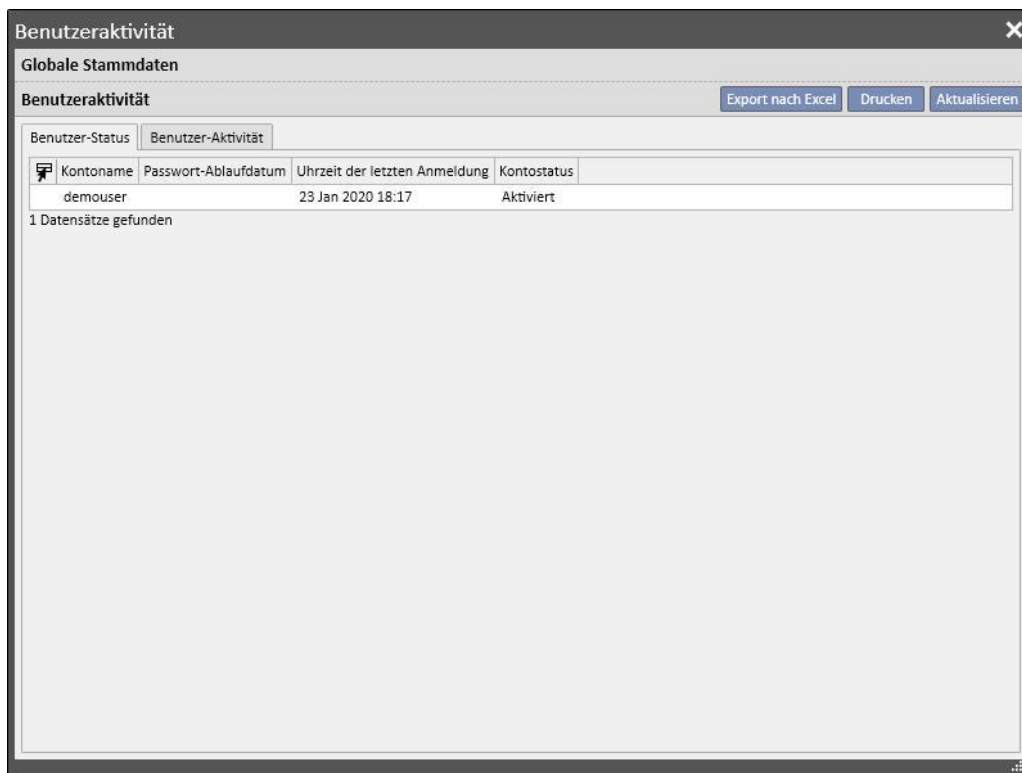 Benutzeraktivität
Globale Stammdaten
Benutzeraktivität Export nach Excel Drucken Aktualisieren
Benutzer-Status Benutzer-Aktivität
Kontoname Passwort-Ablaufdatum Uhrzeit der letzten Anmeldung Kontostatus
demouser 23 Jan 2020 18:17 Aktiviert
1 Datensätze gefunden